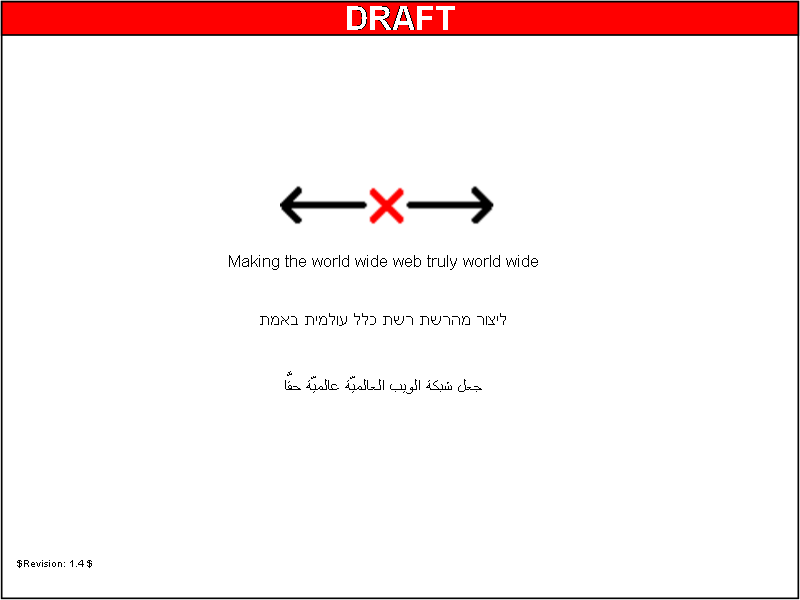 DRAFT
Making the world wide web truly world wide
ליצור מהרשת רשת כלל עולמית באמת
جعل شبكة الويب العالميّة عالميّة حقًّا
$Revision: 1.4 $